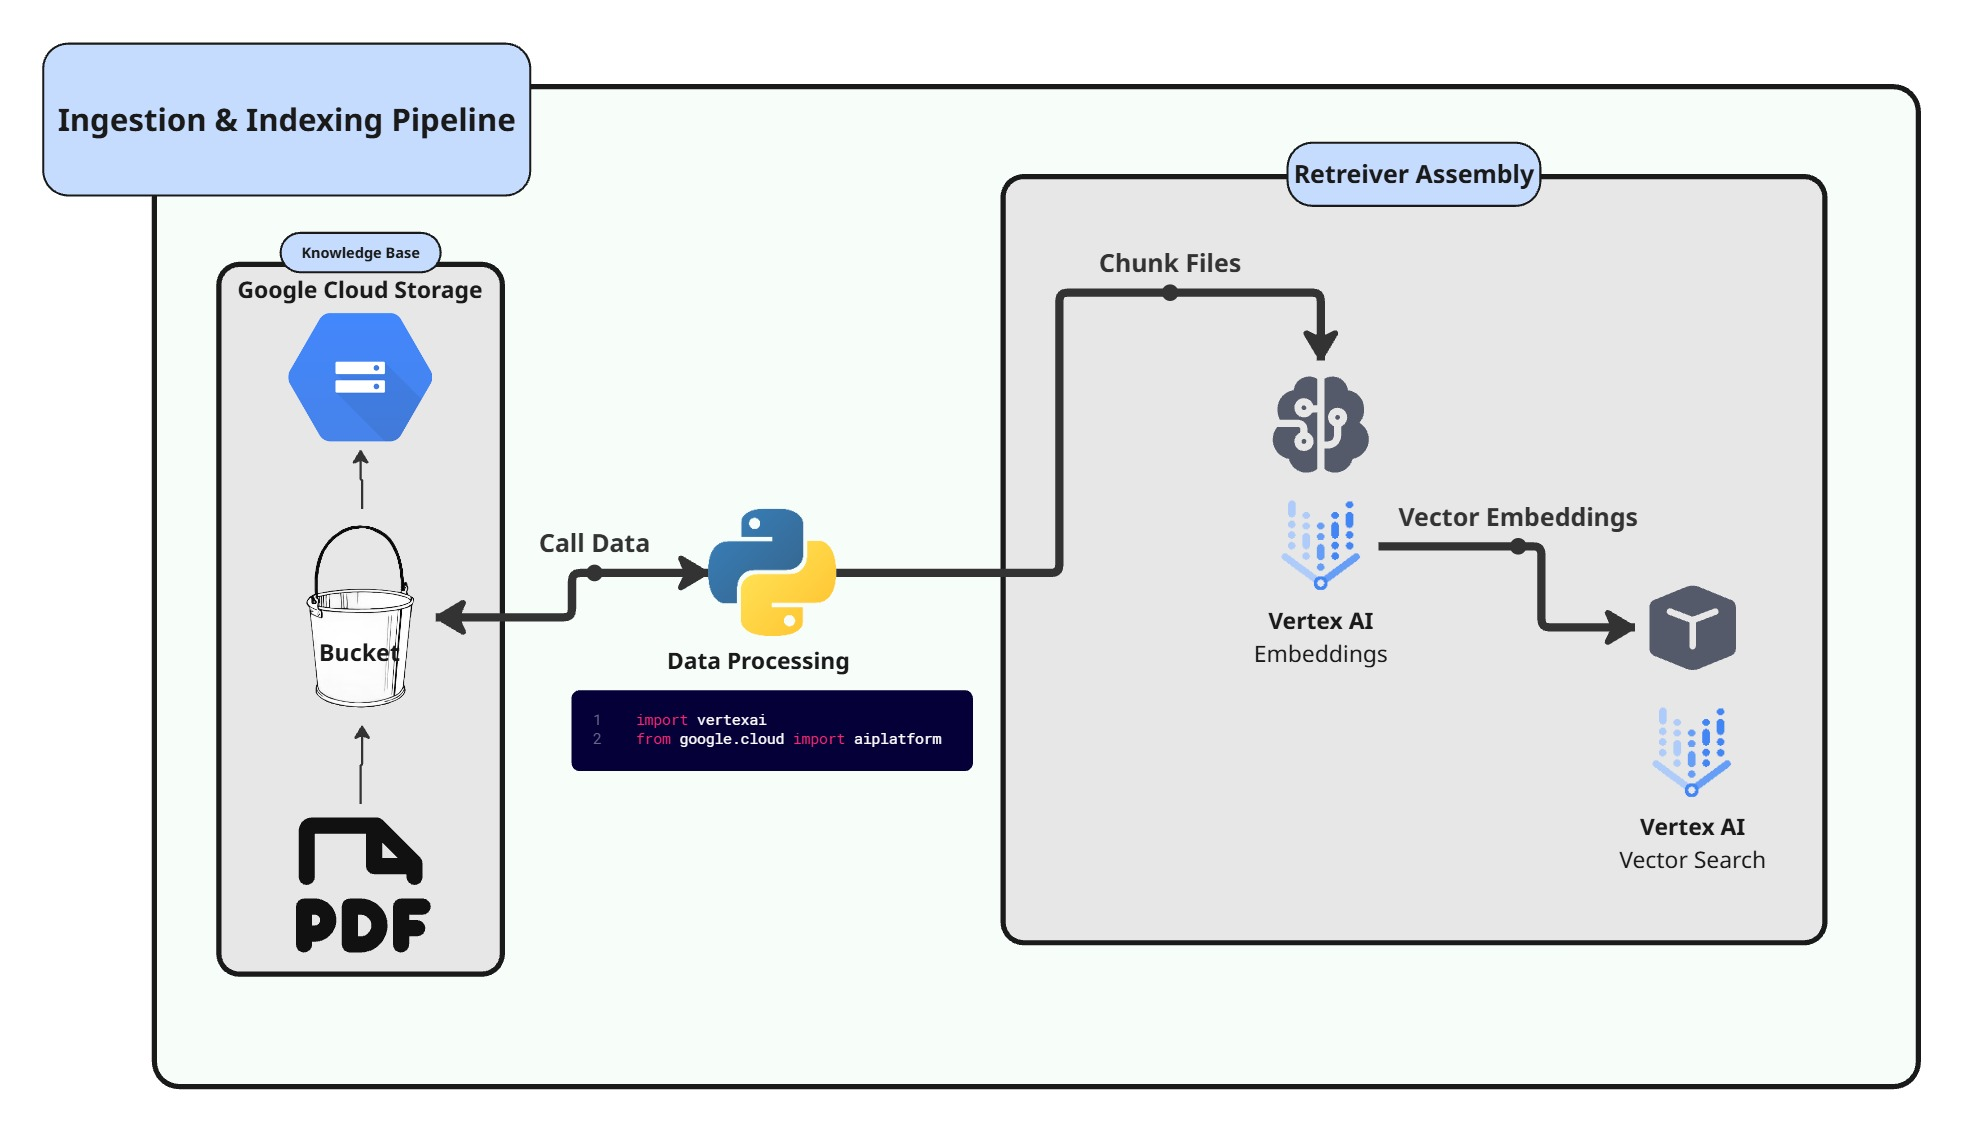 Ingestion & Indexing Pipeline
Retreiver Assembly
Knowledge Base
Google Cloud Storage
Chunk Files
Call Data
Vector Embeddings
Bucket
Data Processing
1 import vertexai
2 from google.cloud import aiplatform
Vertex AI
Embeddings
Vertex AI
Vector Search
PDF